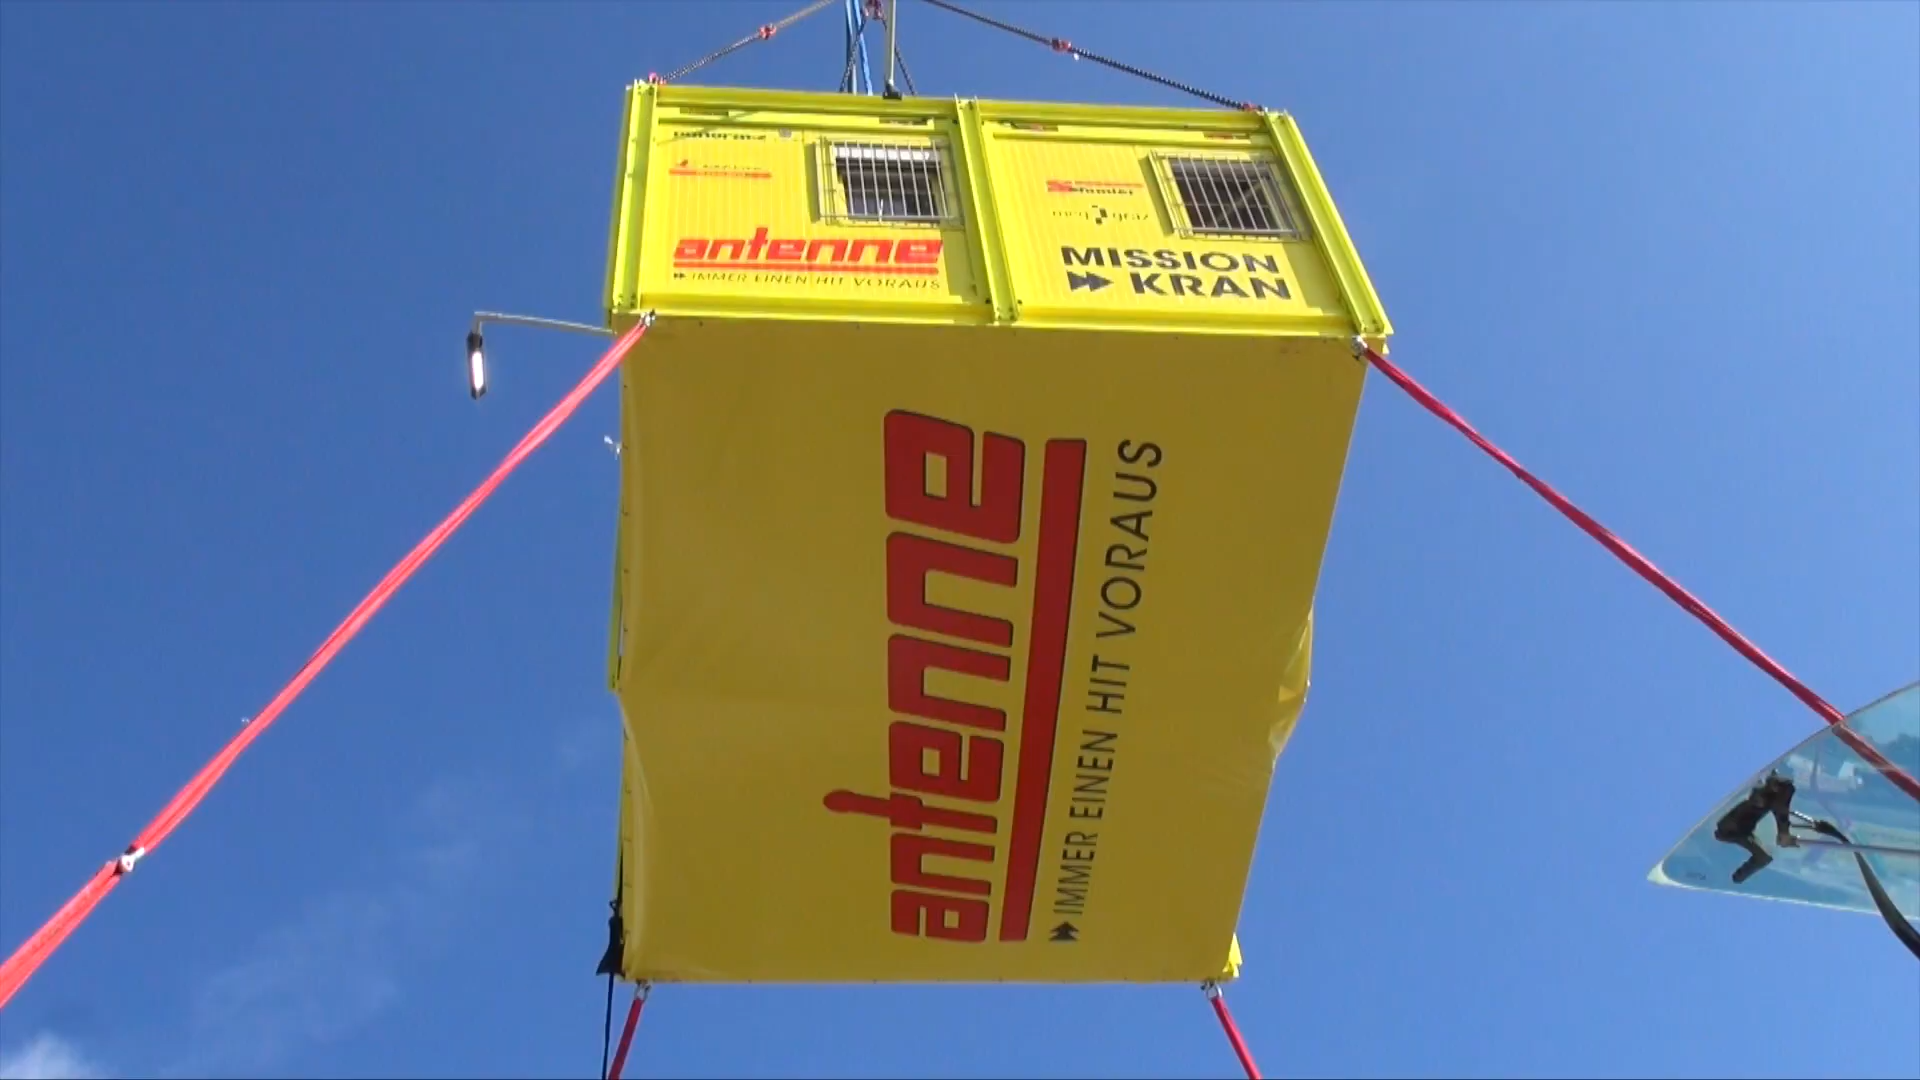 antenne
IMMER EINEN HIT VORAUS
MISSION
KRAN
antenne
IMMER EINEN HIT VORAUS